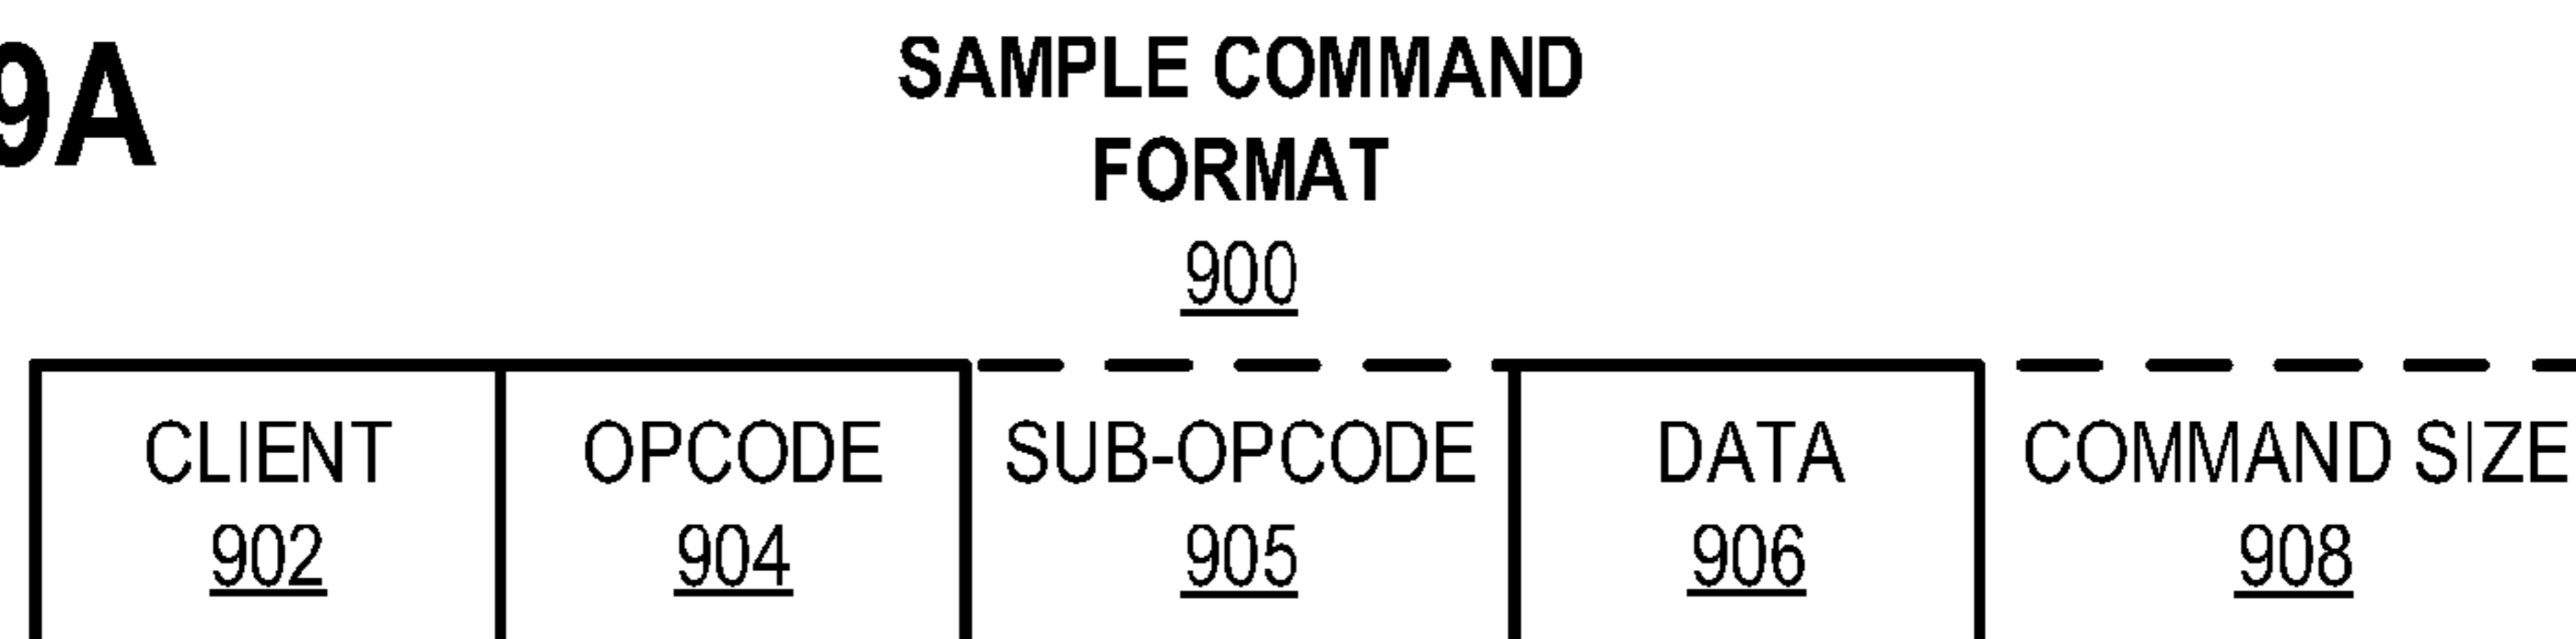 9A
SAMPLE COMMAND
FORMAT
900
CLIENT OPCODE SUB-OPCODE DATA COMMAND SIZE
902 904 905 906 908